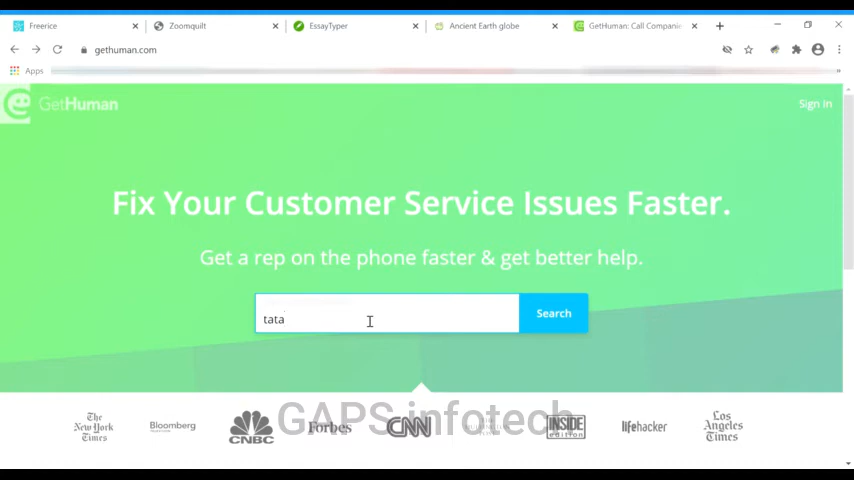 Freerice
Zoomquilt
EssayTyper
Ancient Earth globe
GetHuman: Call Companie
gethuman.com
Apps
GetHuman
Sign In
Fix Your Customer Service Issues Faster.
Get a rep on the phone faster & get better help.
tata
Search
The New York Times
Bloomberg
CNBC
Forbes
CNN
INSIDE edition
lifehacker
Los Angeles Times
GAPS infotech